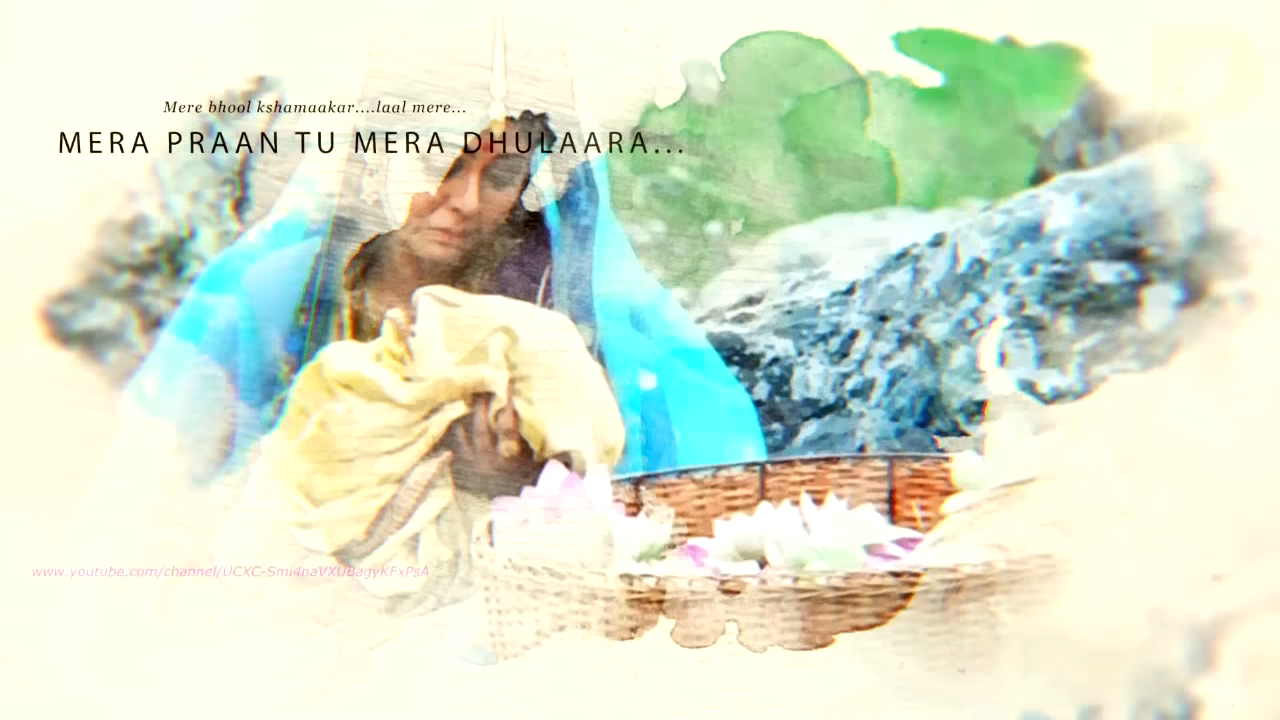 Mere bhool kshamaakar....laal mere...
MERA PRAAN TU MERA DHULAARA...
www.youtube.com/channel/UCXC-Smi4naVXUBagyKFxPsA